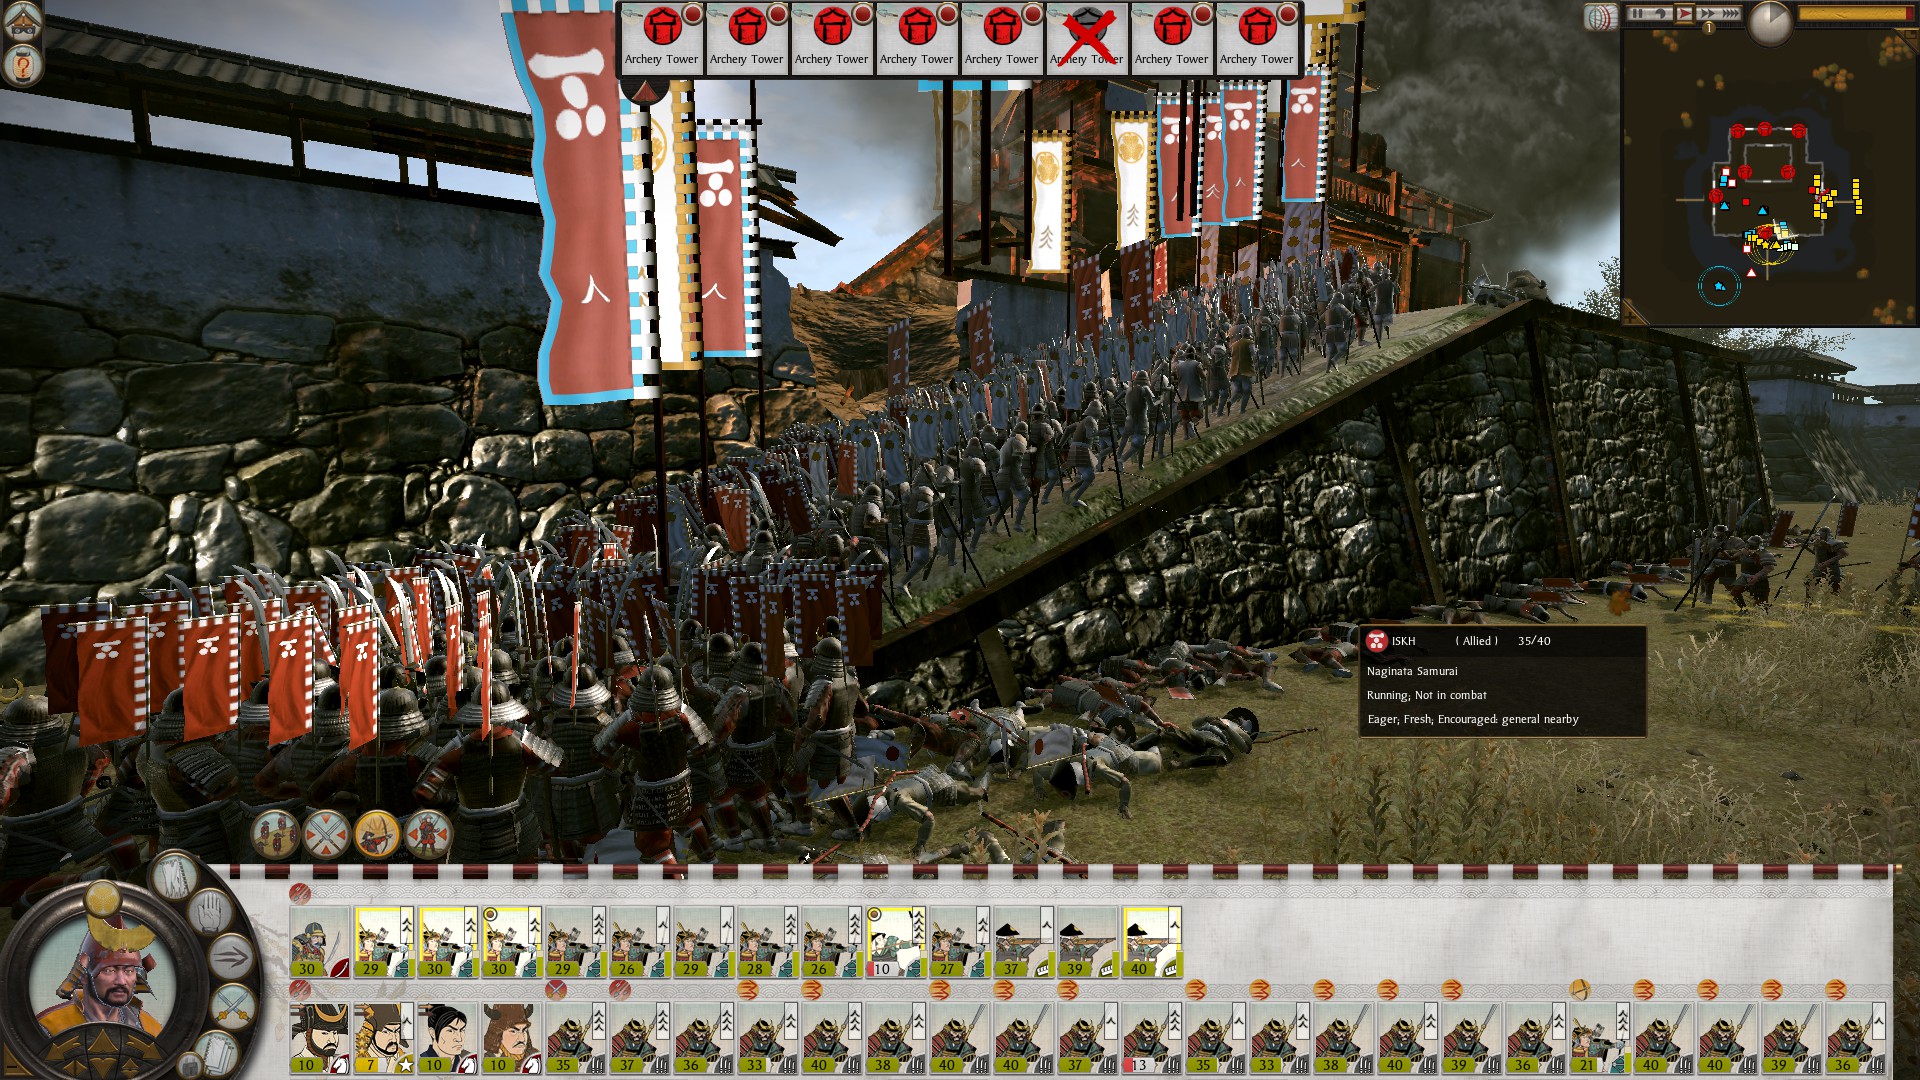 Archery Tower Archery Tower Archery Tower Archery Tower Archery Tower Archery Tower Archery Tower Archery Tower
1
ISKH ( Allied ) 35/40
Naginata Samurai
Running; Not in combat
Eager; Fresh; Encouraged: general nearby
30 29 30 30 29 26 29 28 26 10 27 37 39 40
10 7 10 10 35 37 36 33 40 38 40 40 37 13 35 33 38 40 39 36 21 40 40 39 36